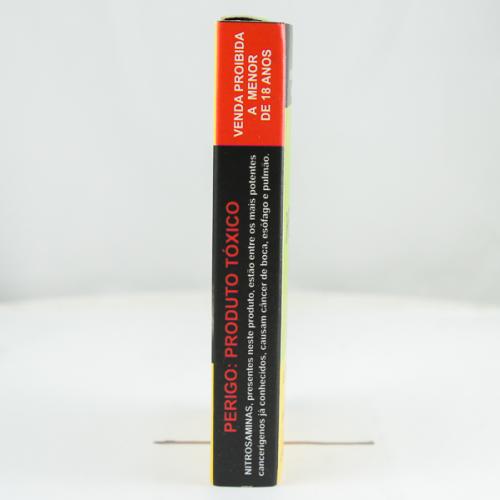 VENDA PROIBIDA
A MENOR
DE 18 ANOS
PERIGO: PRODUTO TÓXICO
NITROSAMINAS, presentes neste produto, estão entre os mais potentes
cancerígenos já conhecidos, causam câncer de boca, esôfago e pulmão.